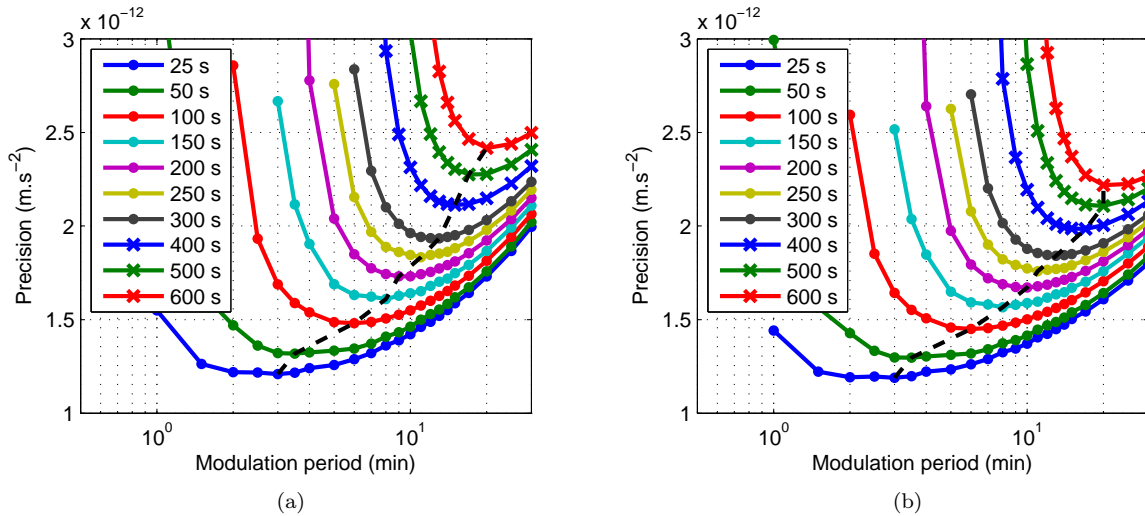 x 10⁻¹²
3
2.5
2
1.5
1
Precision (m.s⁻²)
25 s
50 s
100 s
150 s
200 s
250 s
300 s
400 s
500 s
600 s
10⁰
10¹
Modulation period (min)
(a)
x 10⁻¹²
3
2.5
2
1.5
1
Precision (m.s⁻²)
25 s
50 s
100 s
150 s
200 s
250 s
300 s
400 s
500 s
600 s
10⁰
10¹
Modulation period (min)
(b)